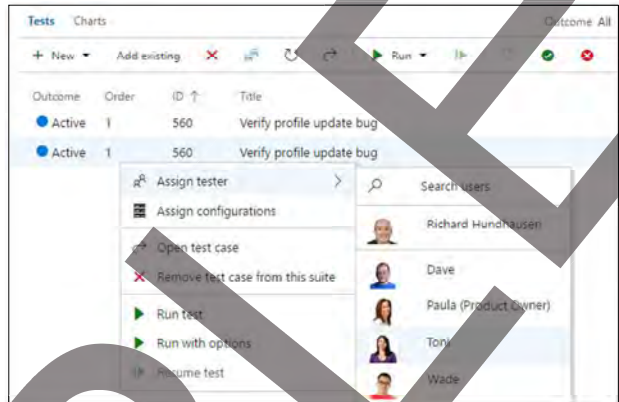 Tests Charts Outcome All
+ New Add existing Run
Outcome Order ID ↑ Title
Active 1 560 Verify profile update bug
Active 1 560 Verify profile update bug
Assign tester > Search users
Assign configurations
Richard Hundhausen
Open test case
Remove test case from this suite
Dave
Run test
Paula (Product Owner)
Run with options
Toni
Resume test
Wade